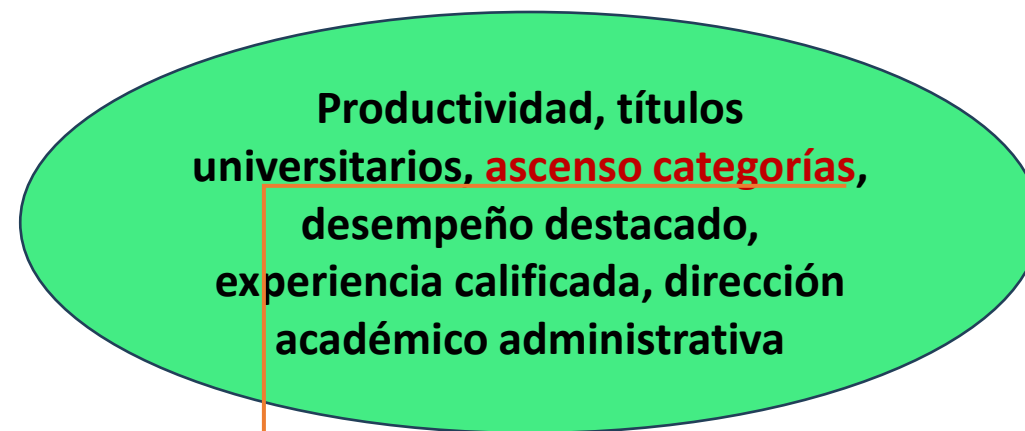 Productividad, títulos
universitarios, ascenso categorías,
desempeño destacado,
experiencia calificada, dirección
académico administrativa